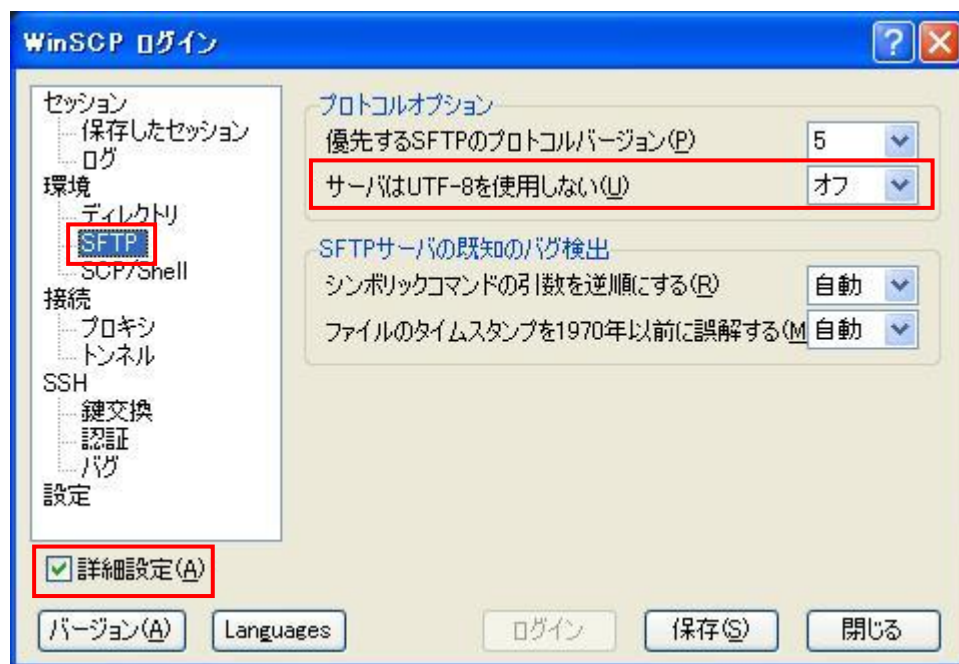 WinSCP ログイン
セッション
保存したセッション
ログ
環境
ディレクトリ
SFTP
SCP/Shell
接続
プロキシ
トンネル
SSH
鍵交換
認証
バグ
設定
詳細設定(A)
プロトコルオプション
優先するSFTPのプロトコルバージョン(P) 5
サーバはUTF-8を使用しない(U) オフ
SFTPサーバの既知のバグ検出
シンボリックコマンドの引数を逆順にする(R) 自動
ファイルのタイムスタンプを1970年以前に誤解する(M 自動
バージョン(A) Languages ログイン 保存(S) 閉じる